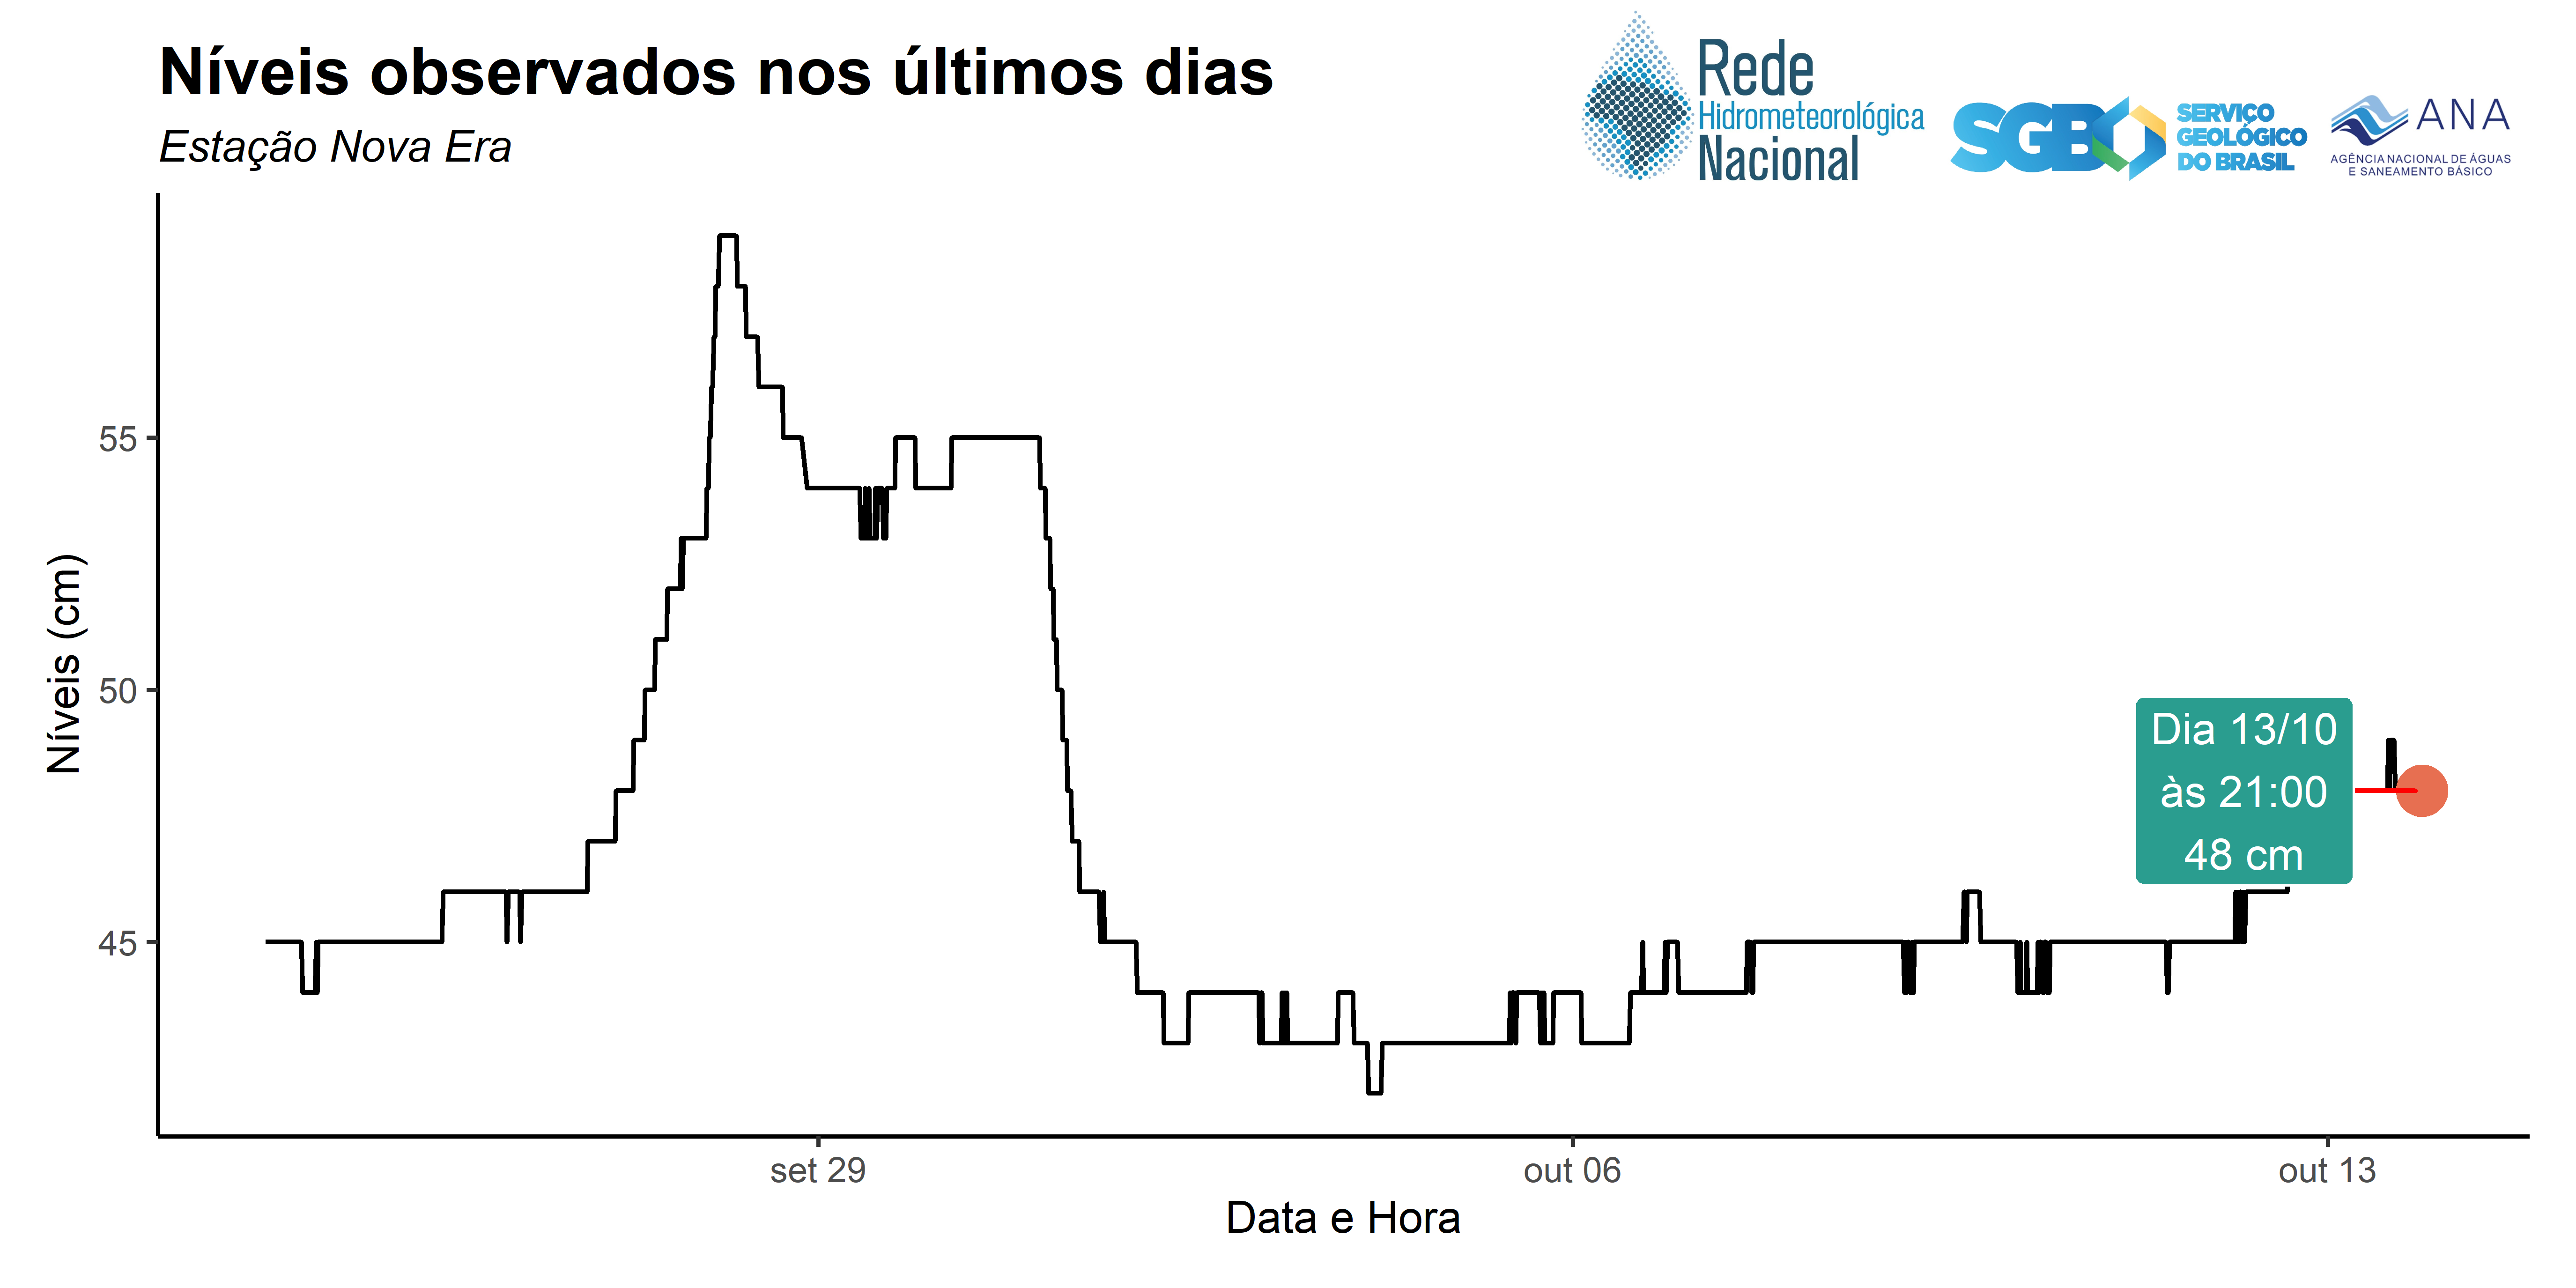 Níveis observados nos últimos dias
Estação Nova Era
Rede
Hidrometeorológica
Nacional
SGB
SERVIÇO
GEOLÓGICO
DO BRASIL
ANA
AGÊNCIA NACIONAL DE ÁGUAS
E SANEAMENTO BÁSICO
Níveis (cm)
55
50
45
Dia 13/10
às 21:00
48 cm
set 29
out 06
out 13
Data e Hora